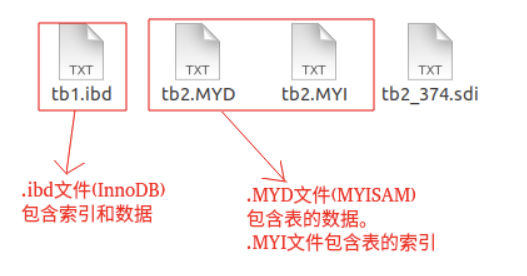 TXT TXT TXT TXT
tb1.ibd tb2.MYD tb2.MYI tb2_374.sdi
.ibd文件(InnoDB)
包含索引和数据
.MYD文件(MYISAM)
包含表的数据。
.MYI文件包含表的索引